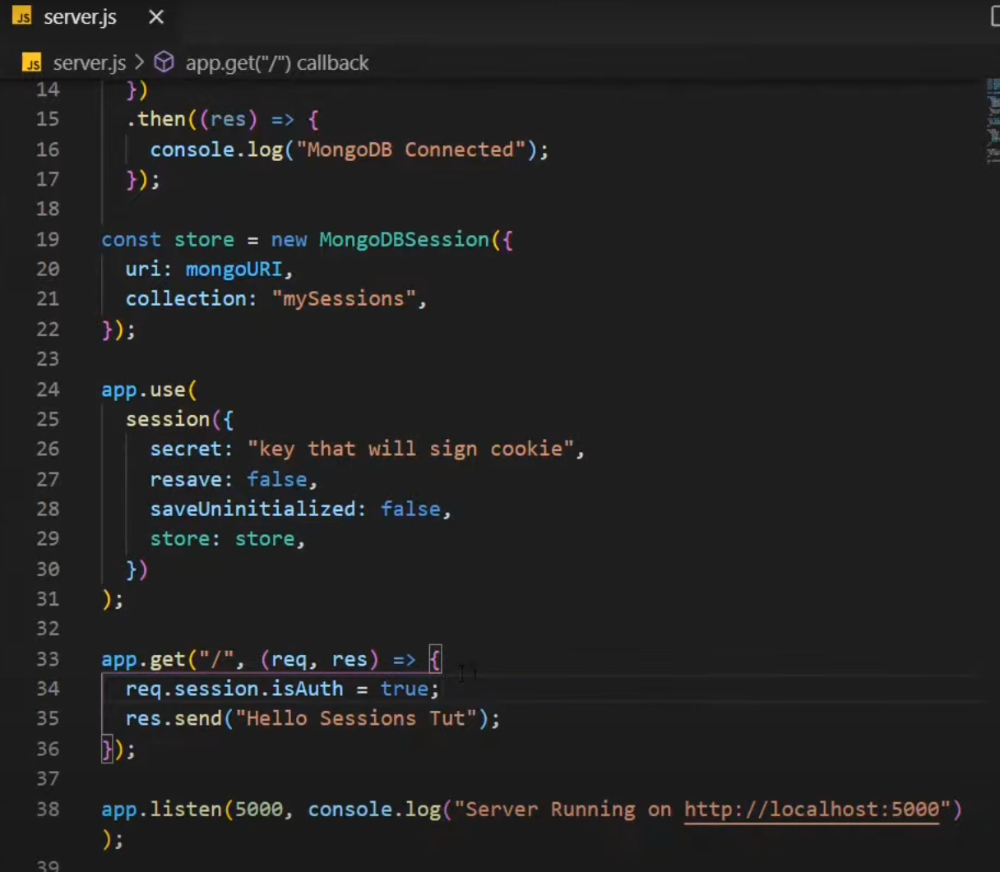 JS server.js ×
JS server.js > app.get("/") callback
14 })
15 .then((res) => {
16 console.log("MongoDB Connected");
17 });
18
19 const store = new MongoDBSession({
20 uri: mongoURI,
21 collection: "mySessions",
22 });
23
24 app.use(
25 session({
26 secret: "key that will sign cookie",
27 resave: false,
28 saveUninitialized: false,
29 store: store,
30 })
31 );
32
33 app.get("/", (req, res) => {
34 req.session.isAuth = true;
35 res.send("Hello Sessions Tut");
36 });
37
38 app.listen(5000, console.log("Server Running on http://localhost:5000")
);
39